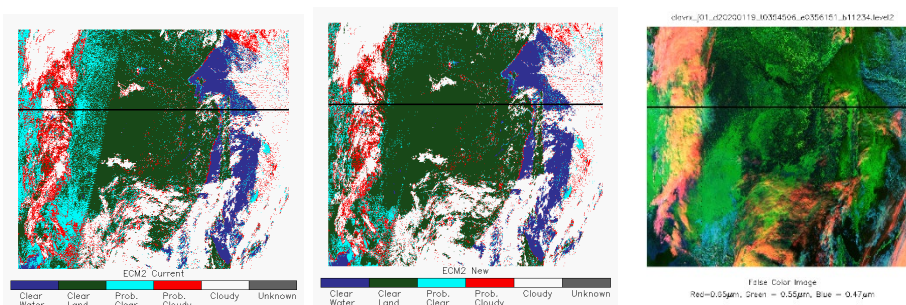 clavrx_j01_d20200119_t0354506_e0356151_b11234.level2
ECM2 Current
Clear Water
Clear Land
Prob. Clear
Prob. Cloudy
Cloudy
Unknown
ECM2 New
Clear Water
Clear Land
Prob. Clear
Prob. Cloudy
Cloudy
Unknown
False Color Image
Red=0.65μm, Green = 0.55μm, Blue = 0.47μm